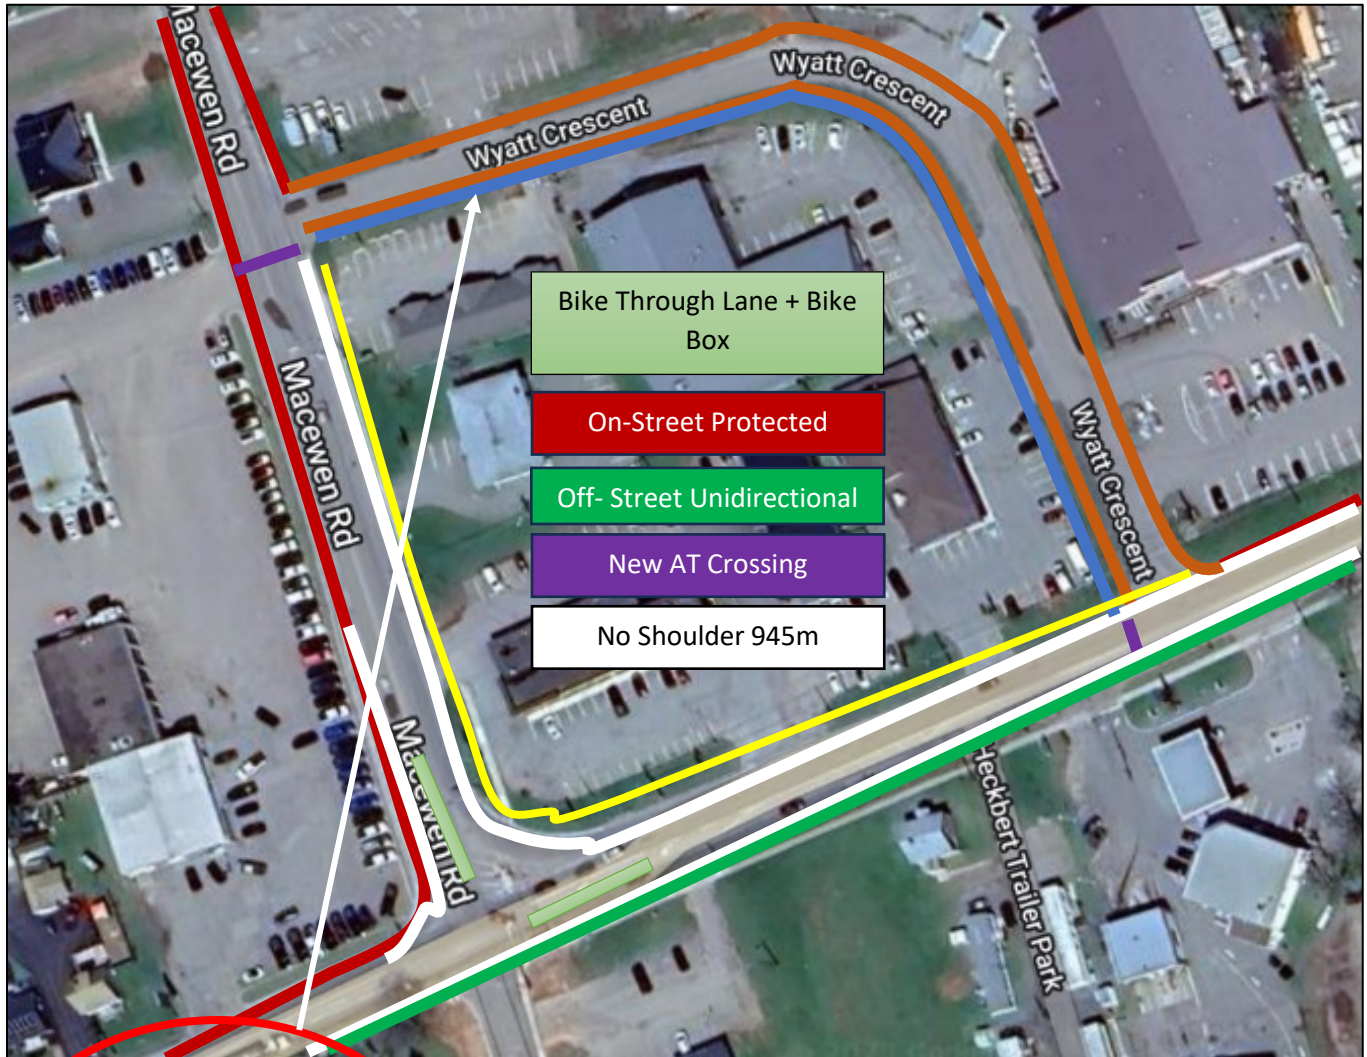 Macewen Rd
Wyatt Crescent
Wyatt Crescent
Bike Through Lane + Bike
Box
On-Street Protected
Off- Street Unidirectional
New AT Crossing
No Shoulder 945m
Macewen Rd
Wyatt Crescent
Macewen Rd
Heckbert Trailer Park